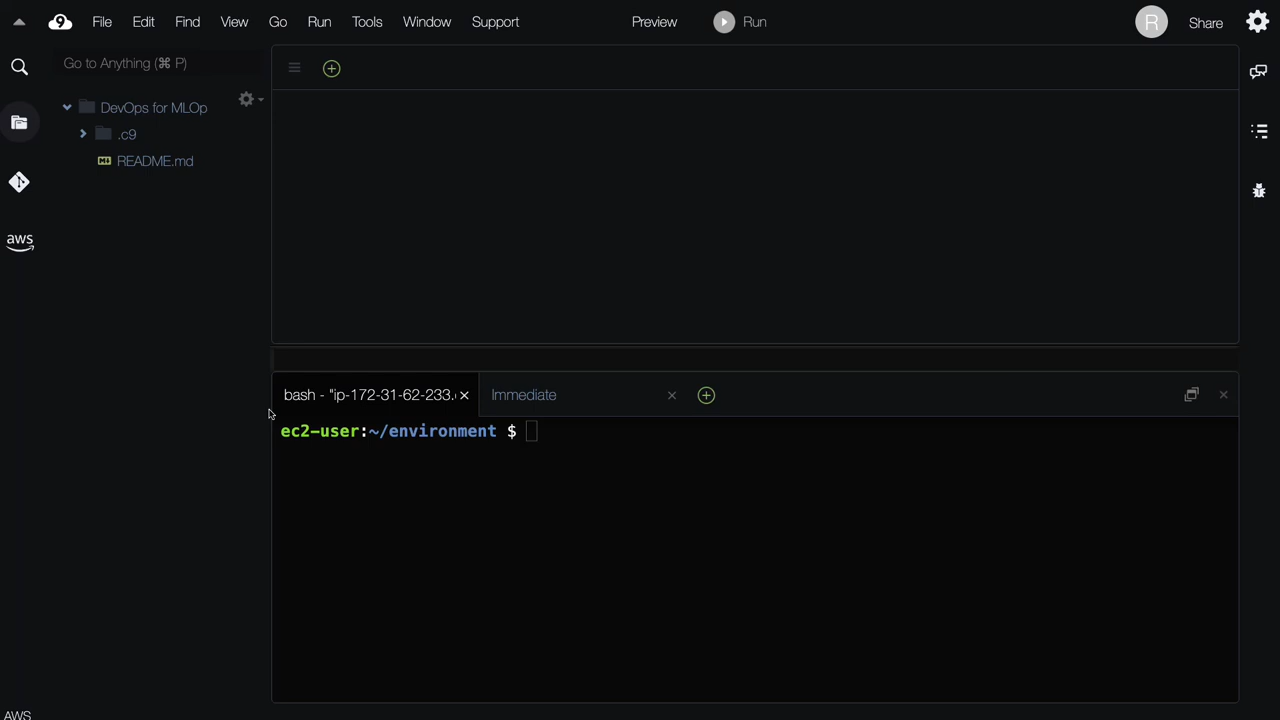 9 File Edit Find View Go Run Tools Window Support Preview Run R Share
Go to Anything (⌘ P)
DevOps for MLOp
.c9
README.md
aws
bash - "ip-172-31-62-233. Immediate
ec2-user:~/environment $
AWS